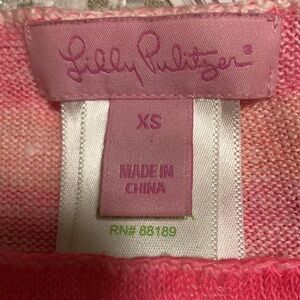 Lilly Pulitzer®
XS
MADE IN
CHINA
RN# 88189